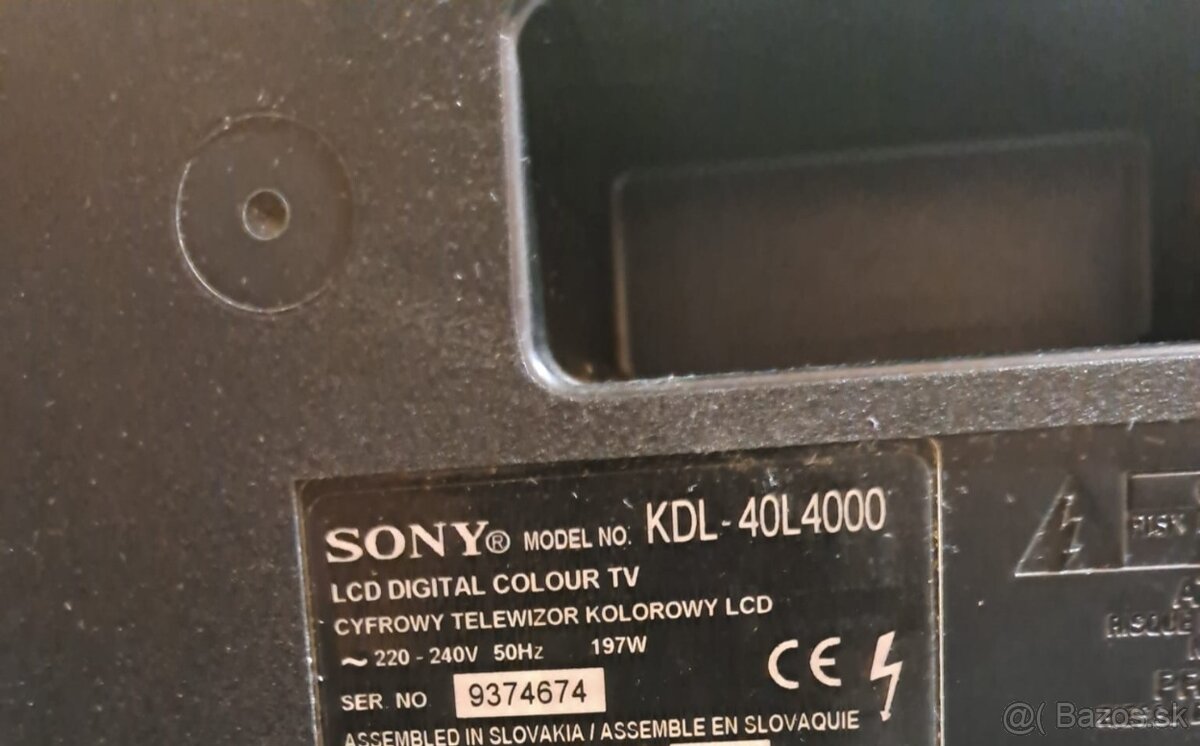 SONY® MODEL NO. KDL-40L4000
LCD DIGITAL COLOUR TV
CYFROWY TELEWIZOR KOLOROWY LCD
~ 220 - 240V 50Hz 197W
CE
SER. NO 9374674
ASSEMBLED IN SLOVAKIA / ASSEMBLE EN SLOVAQUIE
@( Bazos.sk